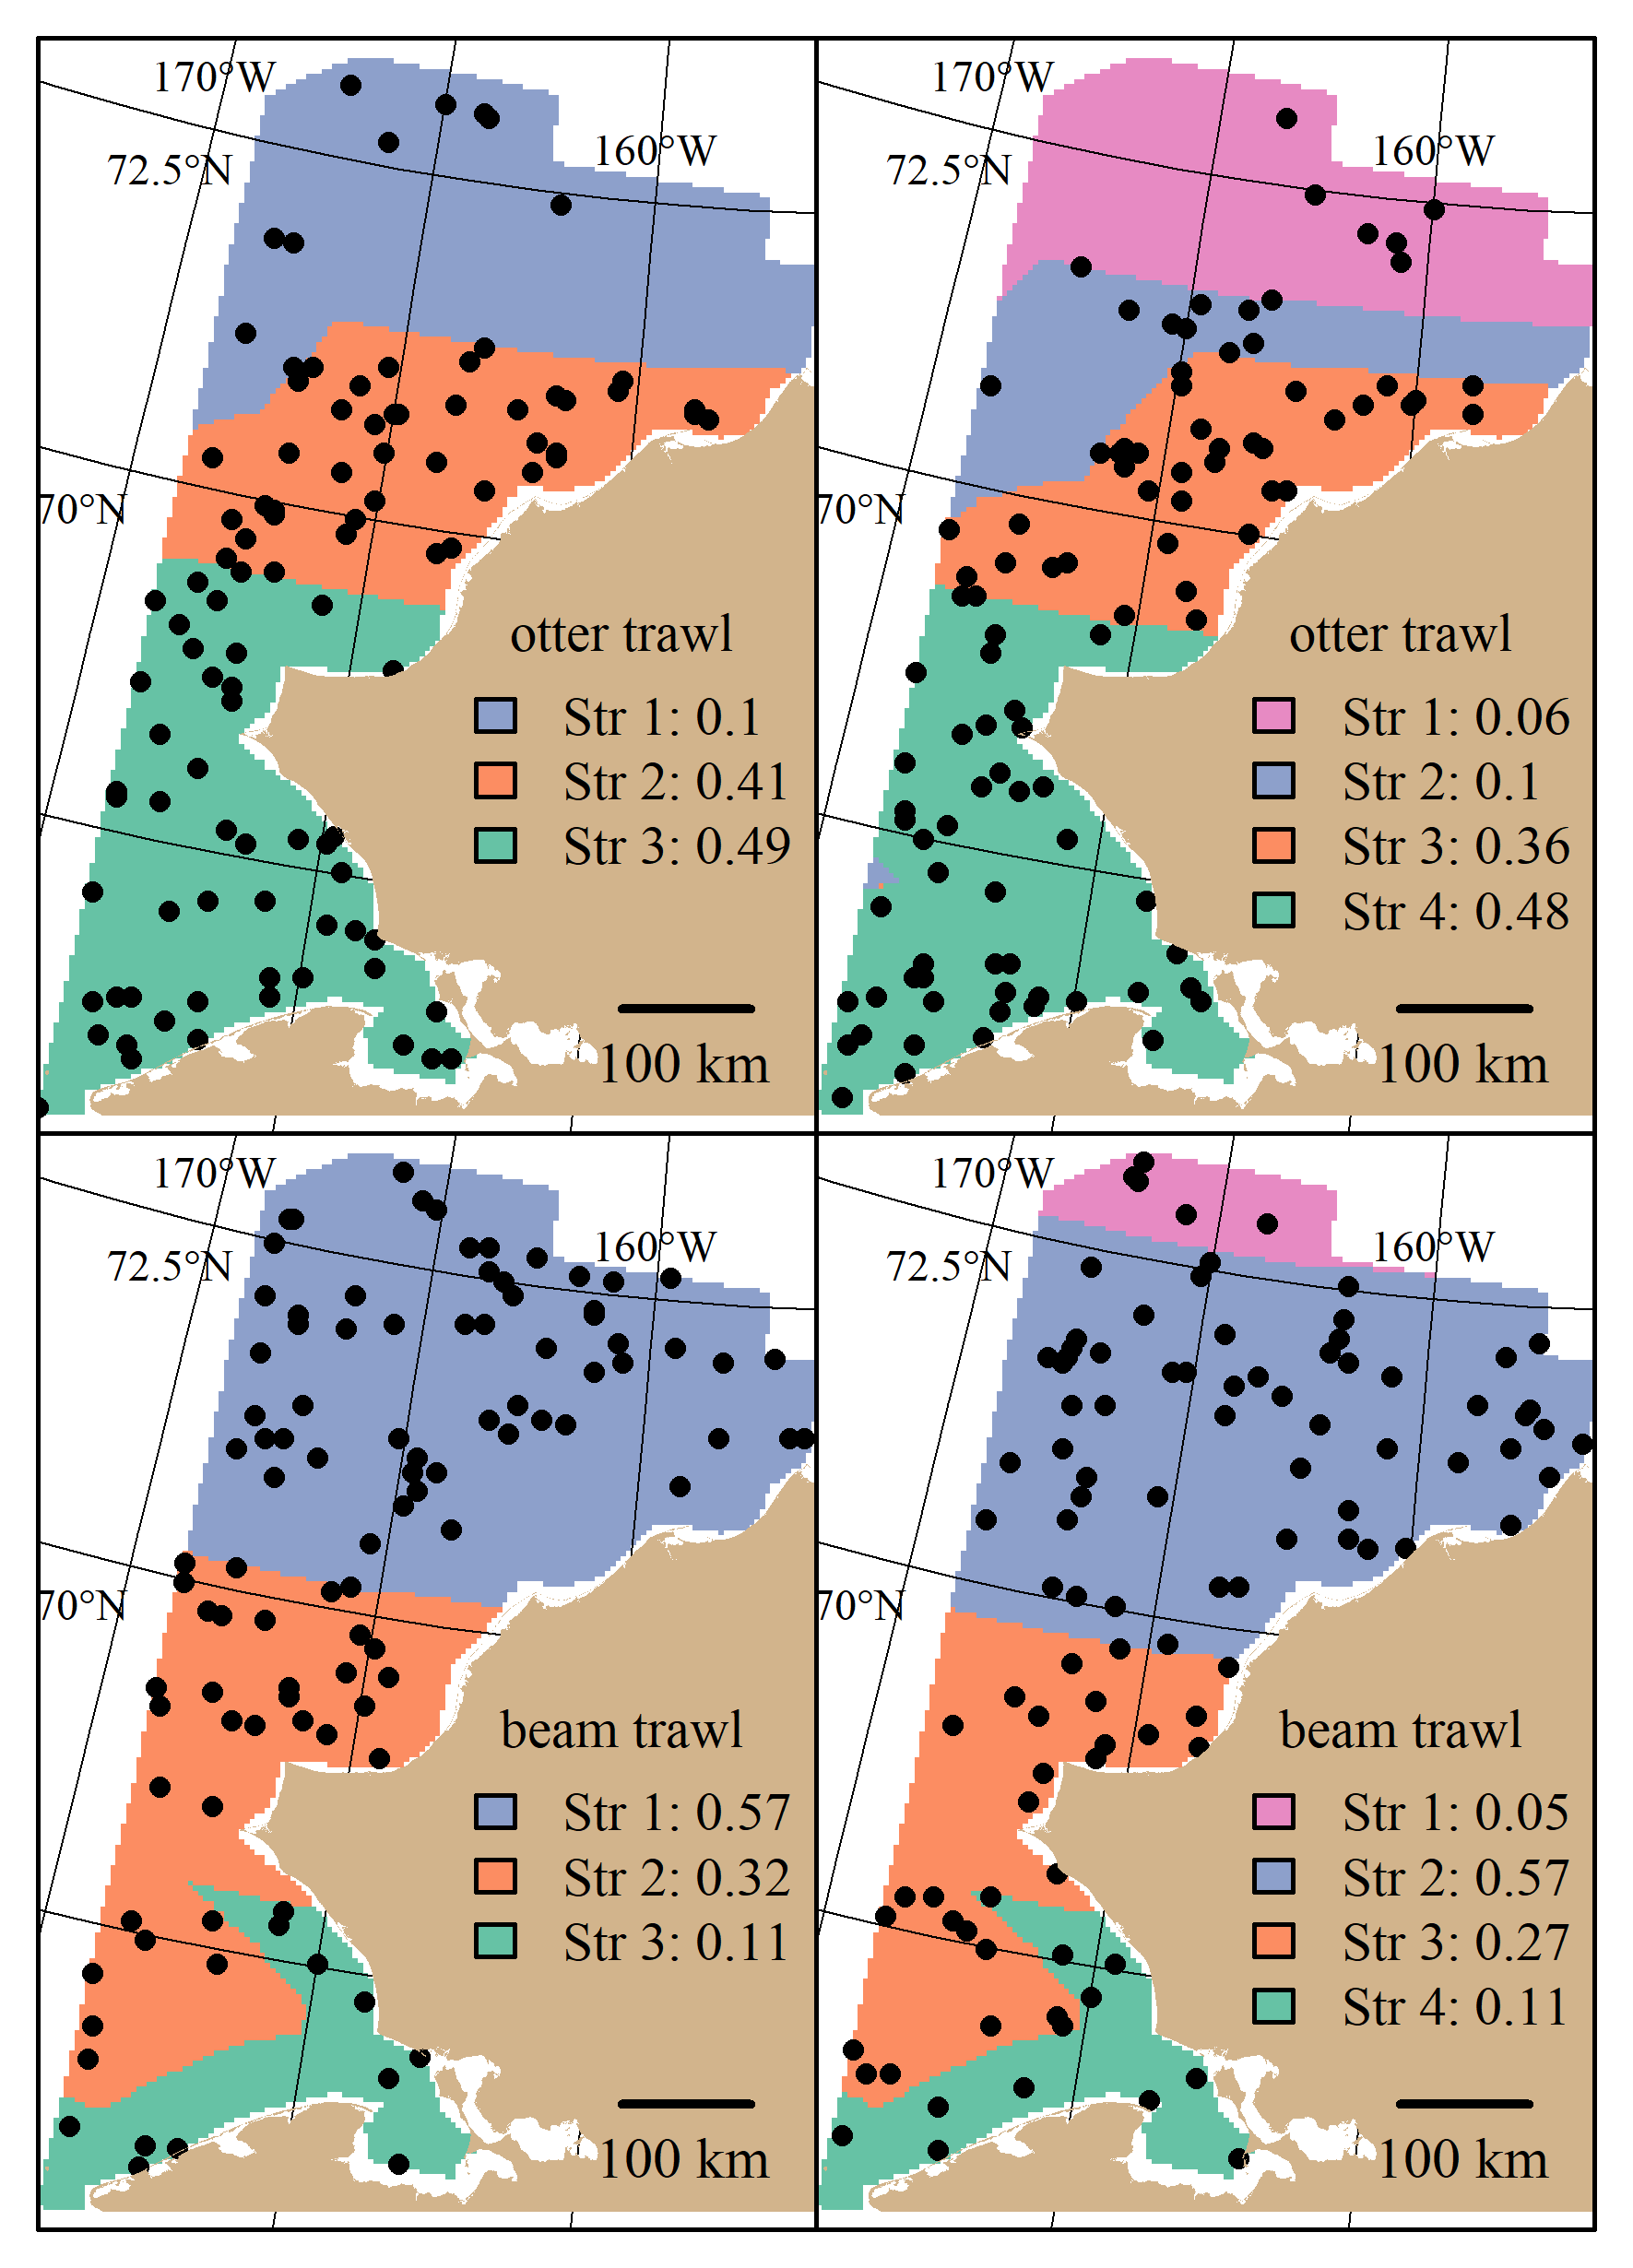 170°W
160°W
72.5°N
70°N
otter trawl
Str 1: 0.1
Str 2: 0.41
Str 3: 0.49
100 km
170°W
160°W
72.5°N
70°N
otter trawl
Str 1: 0.06
Str 2: 0.1
Str 3: 0.36
Str 4: 0.48
100 km
170°W
160°W
72.5°N
70°N
beam trawl
Str 1: 0.57
Str 2: 0.32
Str 3: 0.11
100 km
170°W
160°W
72.5°N
70°N
beam trawl
Str 1: 0.05
Str 2: 0.57
Str 3: 0.27
Str 4: 0.11
100 km